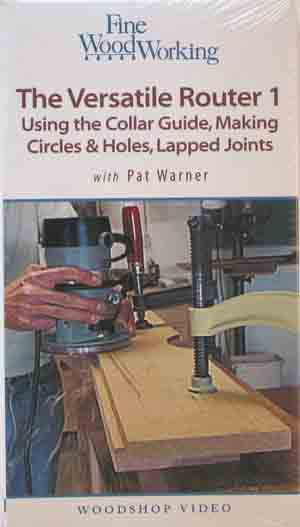 Fine
WoodWorking
The Versatile Router 1
Using the Collar Guide, Making
Circles & Holes, Lapped Joints
with Pat Warner
WOODSHOP VIDEO